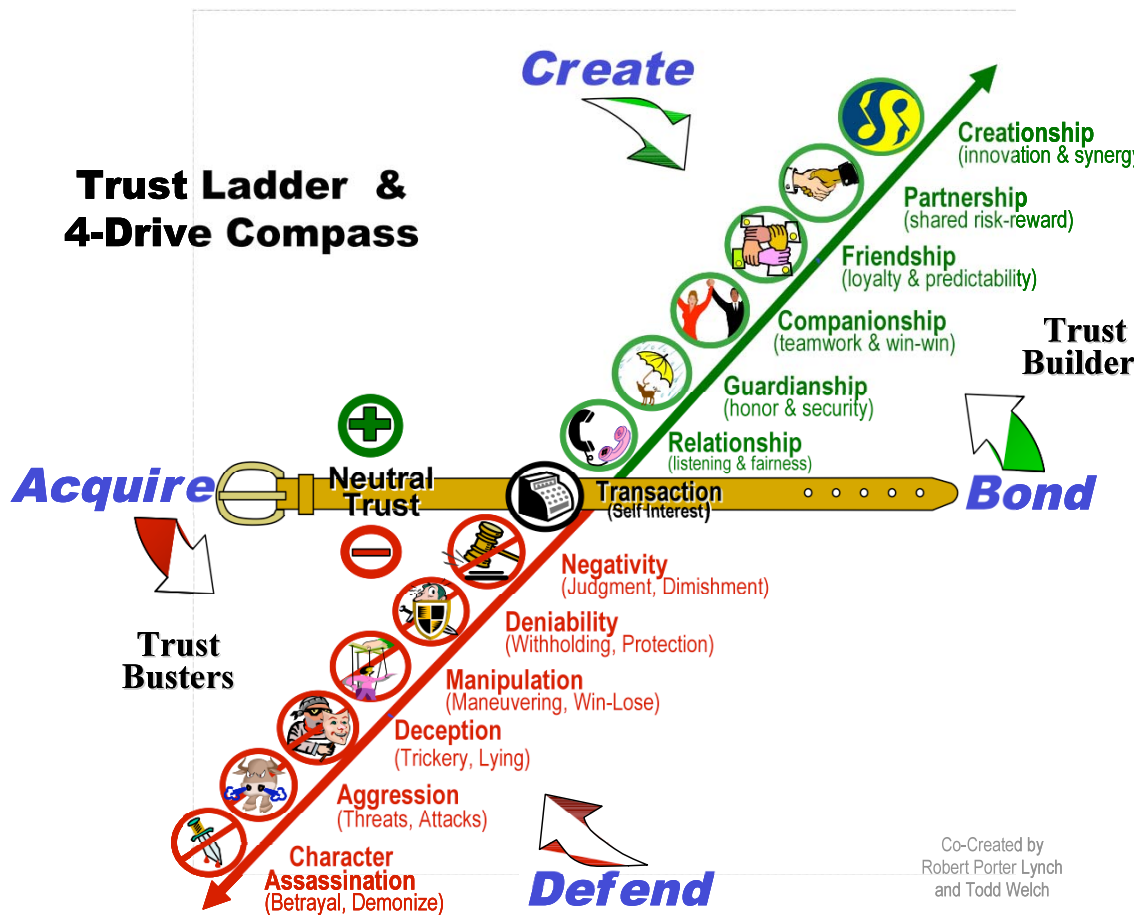 Create
Trust Ladder &
4-Drive Compass
Creationship
(innovation & synergy
Partnership
(shared risk-reward)
Friendship
(loyalty & predictability)
Companionship
(teamwork & win-win)
Trust
Builder
Guardianship
(honor & security)
Relationship
(listening & fairness)
Acquire
Neutral
Trust
Transaction
(Self-Interest)
Bond
Negativity
(Judgment, Dimishment)
Deniability
(Withholding, Protection)
Trust
Busters
Manipulation
(Maneuvering, Win-Lose)
Deception
(Trickery, Lying)
Aggression
(Threats, Attacks)
Character
Assassination
(Betrayal, Demonize)
Defend
Co-Created by
Robert Porter Lynch
and Todd Welch